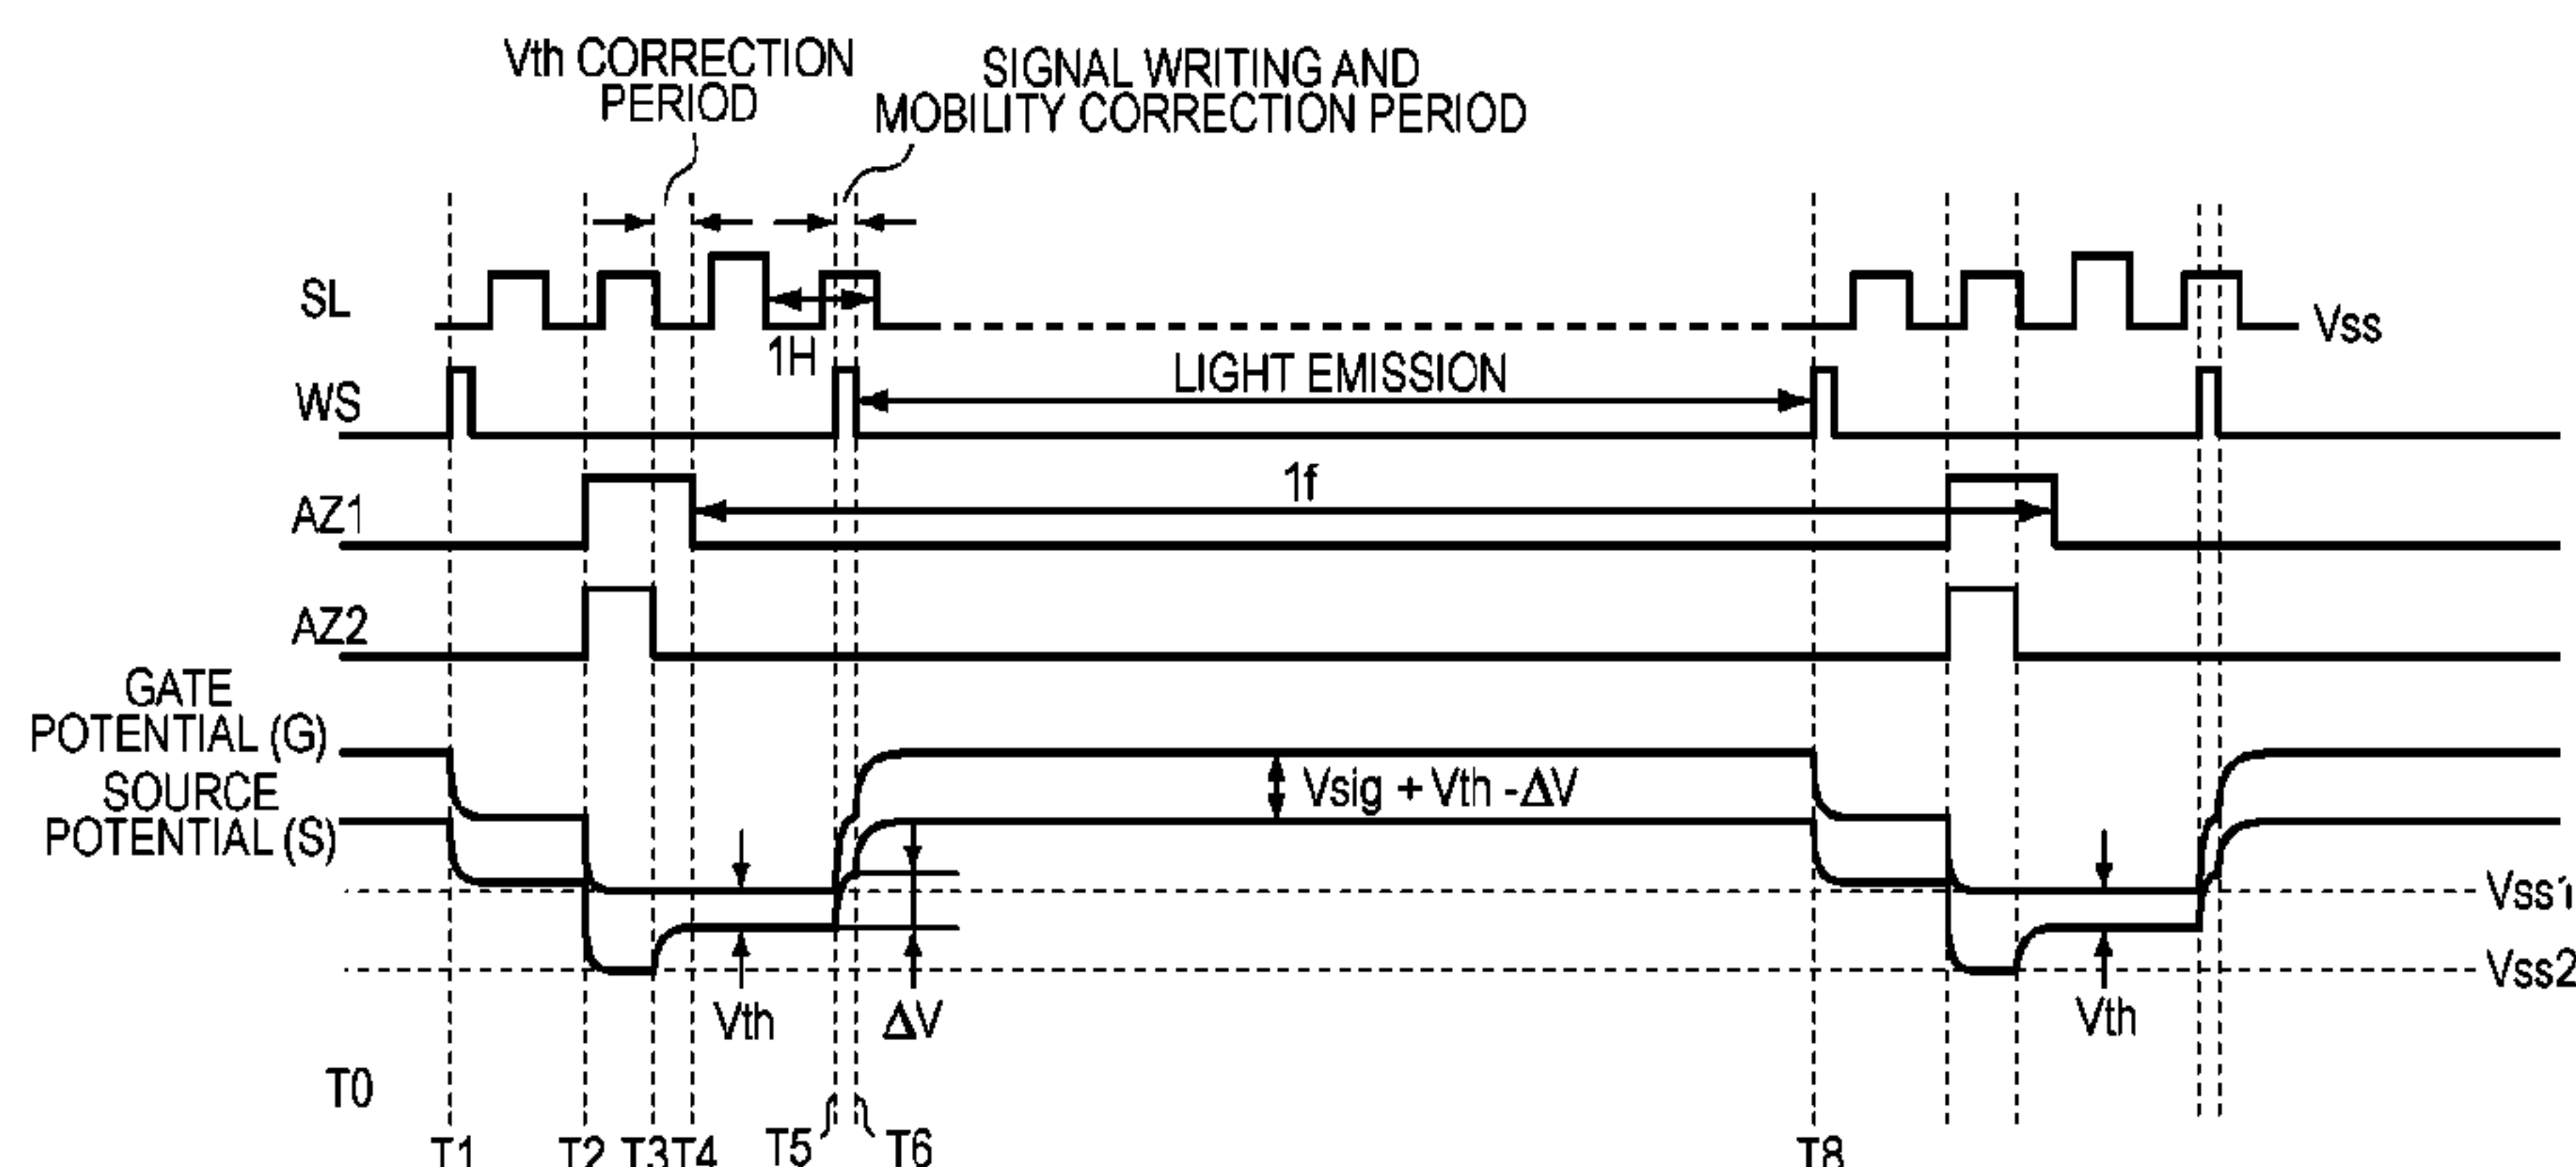 Vth CORRECTION
PERIOD
SIGNAL WRITING AND
MOBILITY CORRECTION PERIOD
SL
1H
Vss
WS
LIGHT EMISSION
AZ1
1f
AZ2
GATE
POTENTIAL (G)
SOURCE
POTENTIAL (S)
Vsig + Vth -ΔV
Vss1
Vss2
Vth
ΔV
Vth
T0
T1
T2
T3
T4
T5
T6
T8